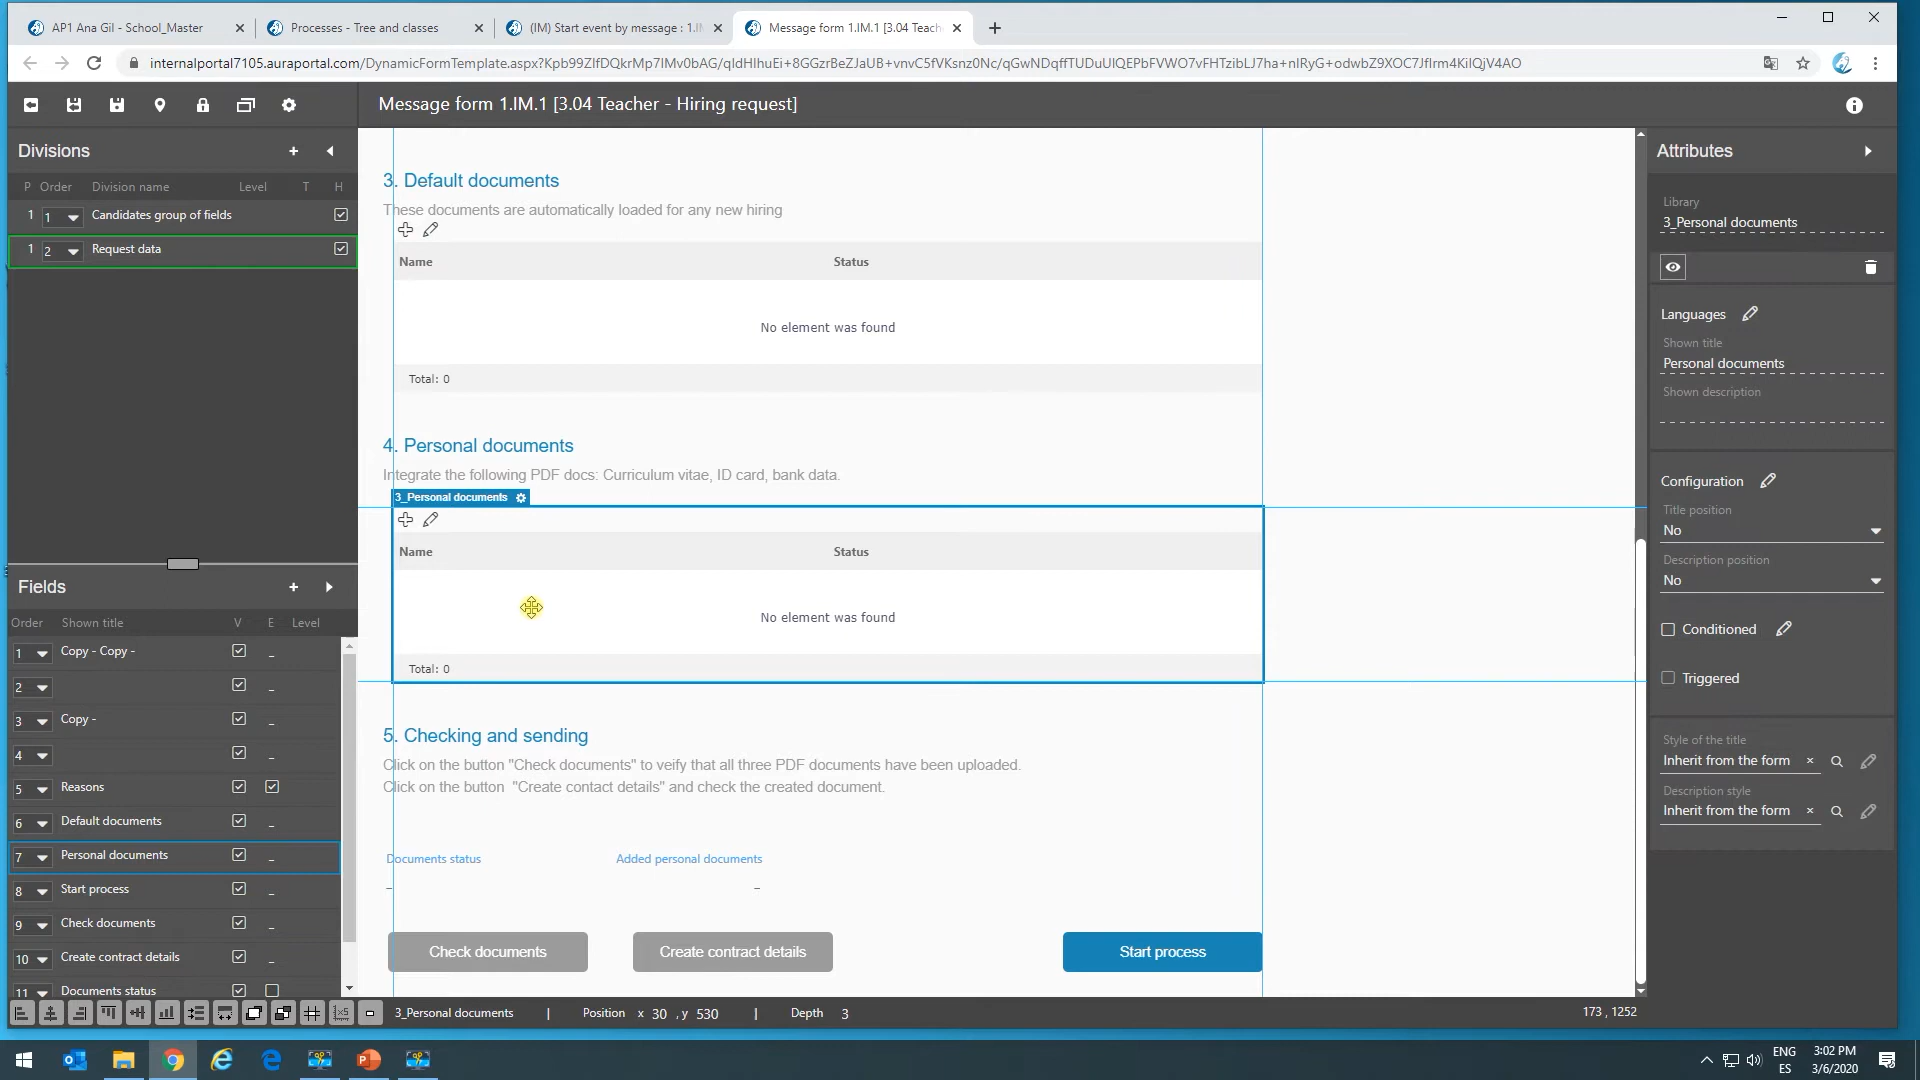 AP1 Ana Gil - School_Master
Processes - Tree and classes
(IM) Start event by message : 1.I
Message form 1.IM.1 [3.04 Teach
internalportal7105.auraportal.com/DynamicFormTemplate.aspx?Kpb99ZlfDQkrMp7IMv0bAG/qIdHIhuEi+8GGzrBeZJaUB+vnvC5fVKsnz0Nc/qGwNDqffTUDuUlQEPbFVWO7vFHTzibLJ7ha+nlRyG+odwbZ9XOC7Jflrm4KiIQjV4AO
Message form 1.IM.1 [3.04 Teacher - Hiring request]
Divisions
P Order Division name Level T H
1 1 Candidates group of fields
1 2 Request data
Fields
Order Shown title V E Level
1 Copy - Copy - _
2 _
3 Copy - _
4 _
5 Reasons
6 Default documents _
7 Personal documents _
8 Start process _
9 Check documents _
10 Create contract details _
11 Documents status
3. Default documents
These documents are automatically loaded for any new hiring
Name Status
No element was found
Total: 0
4. Personal documents
Integrate the following PDF docs: Curriculum vitae, ID card, bank data.
3_Personal documents
Name Status
No element was found
Total: 0
5. Checking and sending
Click on the button "Check documents" to verify that all three PDF documents have been uploaded.
Click on the button "Create contact details" and check the created document.
Documents status Added personal documents
– –
Check documents Create contract details Start process
3_Personal documents | Position x 30 ,y 530 | Depth 3 173 , 1252
Attributes
Library
3_Personal documents
Languages
Shown title
Personal documents
Shown description
Configuration
Title position
No
Description position
No
Conditioned
Triggered
Style of the title
Inherit from the form ×
Description style
Inherit from the form ×
ENG
ES
3:02 PM
3/6/2020